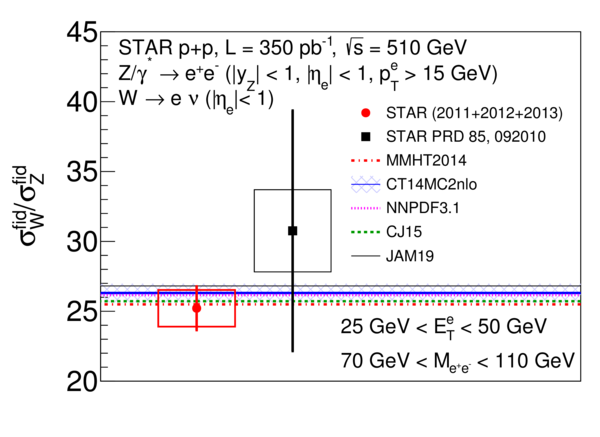 45
40
35
30
25
20
σ_W^fid/σ_Z^fid
STAR p+p, L = 350 pb⁻¹, √s = 510 GeV
Z/γ* → e⁺e⁻ (|y_Z| < 1, |η_e| < 1, p_T^e > 15 GeV)
W → e ν (|η_e|< 1)
STAR (2011+2012+2013)
STAR PRD 85, 092010
MMHT2014
CT14MC2nlo
NNPDF3.1
CJ15
JAM19
25 GeV < E_T^e < 50 GeV
70 GeV < M_e⁺e⁻ < 110 GeV